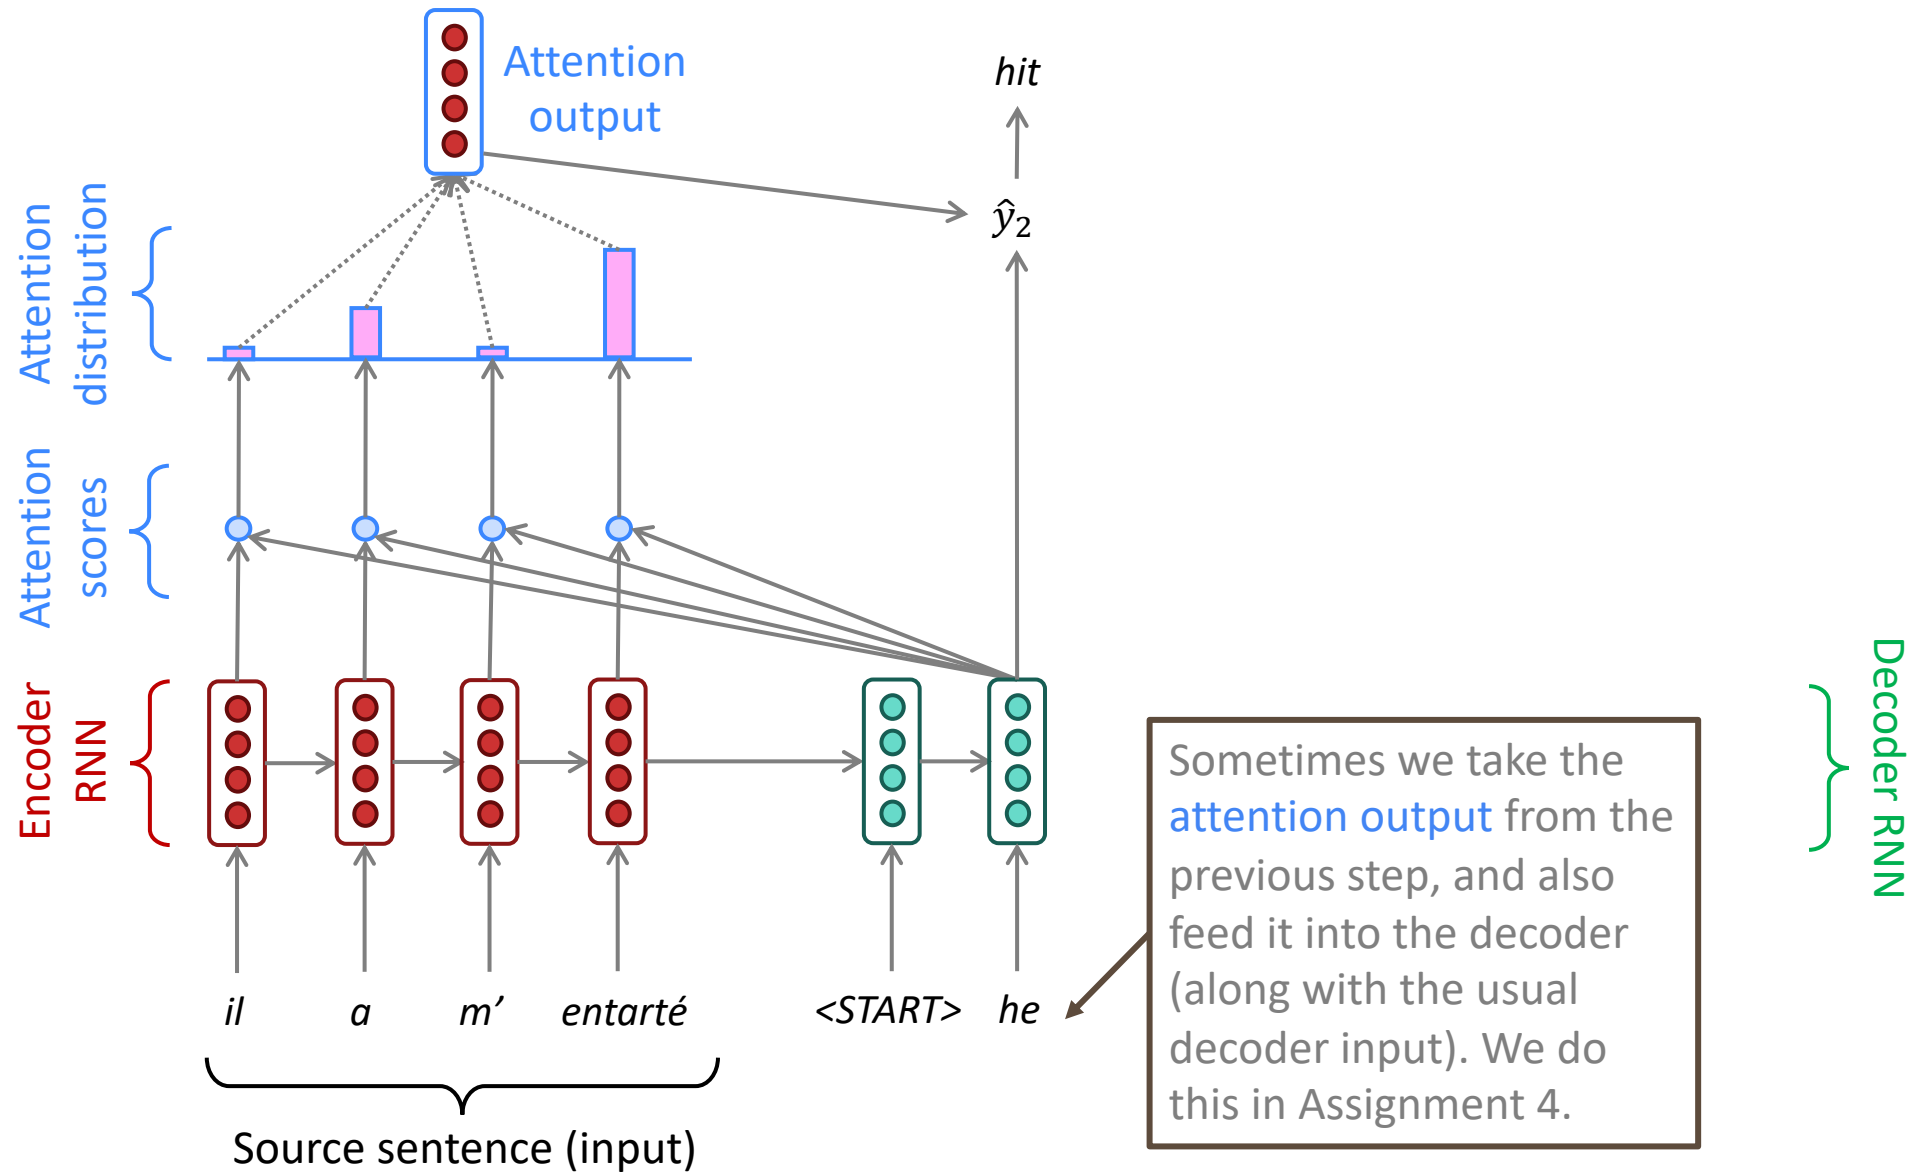 Attention
output
hit
ŷ₂
Attention
distribution
Attention
scores
Encoder
RNN
Decoder RNN
Sometimes we take the
attention output from the
previous step, and also
feed it into the decoder
(along with the usual
decoder input). We do
this in Assignment 4.
il a m’ entarté <START> he
Source sentence (input)